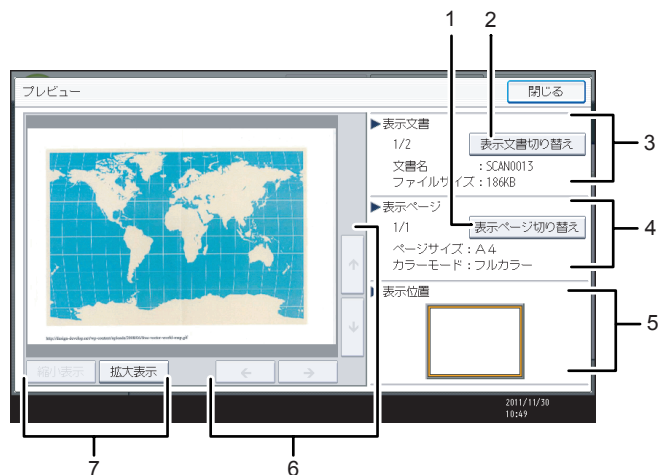 1
2
プレビュー
閉じる
▶表示文書
1/2
表示文書切り替え
文書名 :SCAN0013
ファイルサイズ:186KB
3
▶表示ページ
1/1
表示ページ切り替え
ページサイズ:A4
カラーモード:フルカラー
4
表示位置
5
縮小表示
拡大表示
←
→
↑
↓
2011/11/30
10:49
7
6